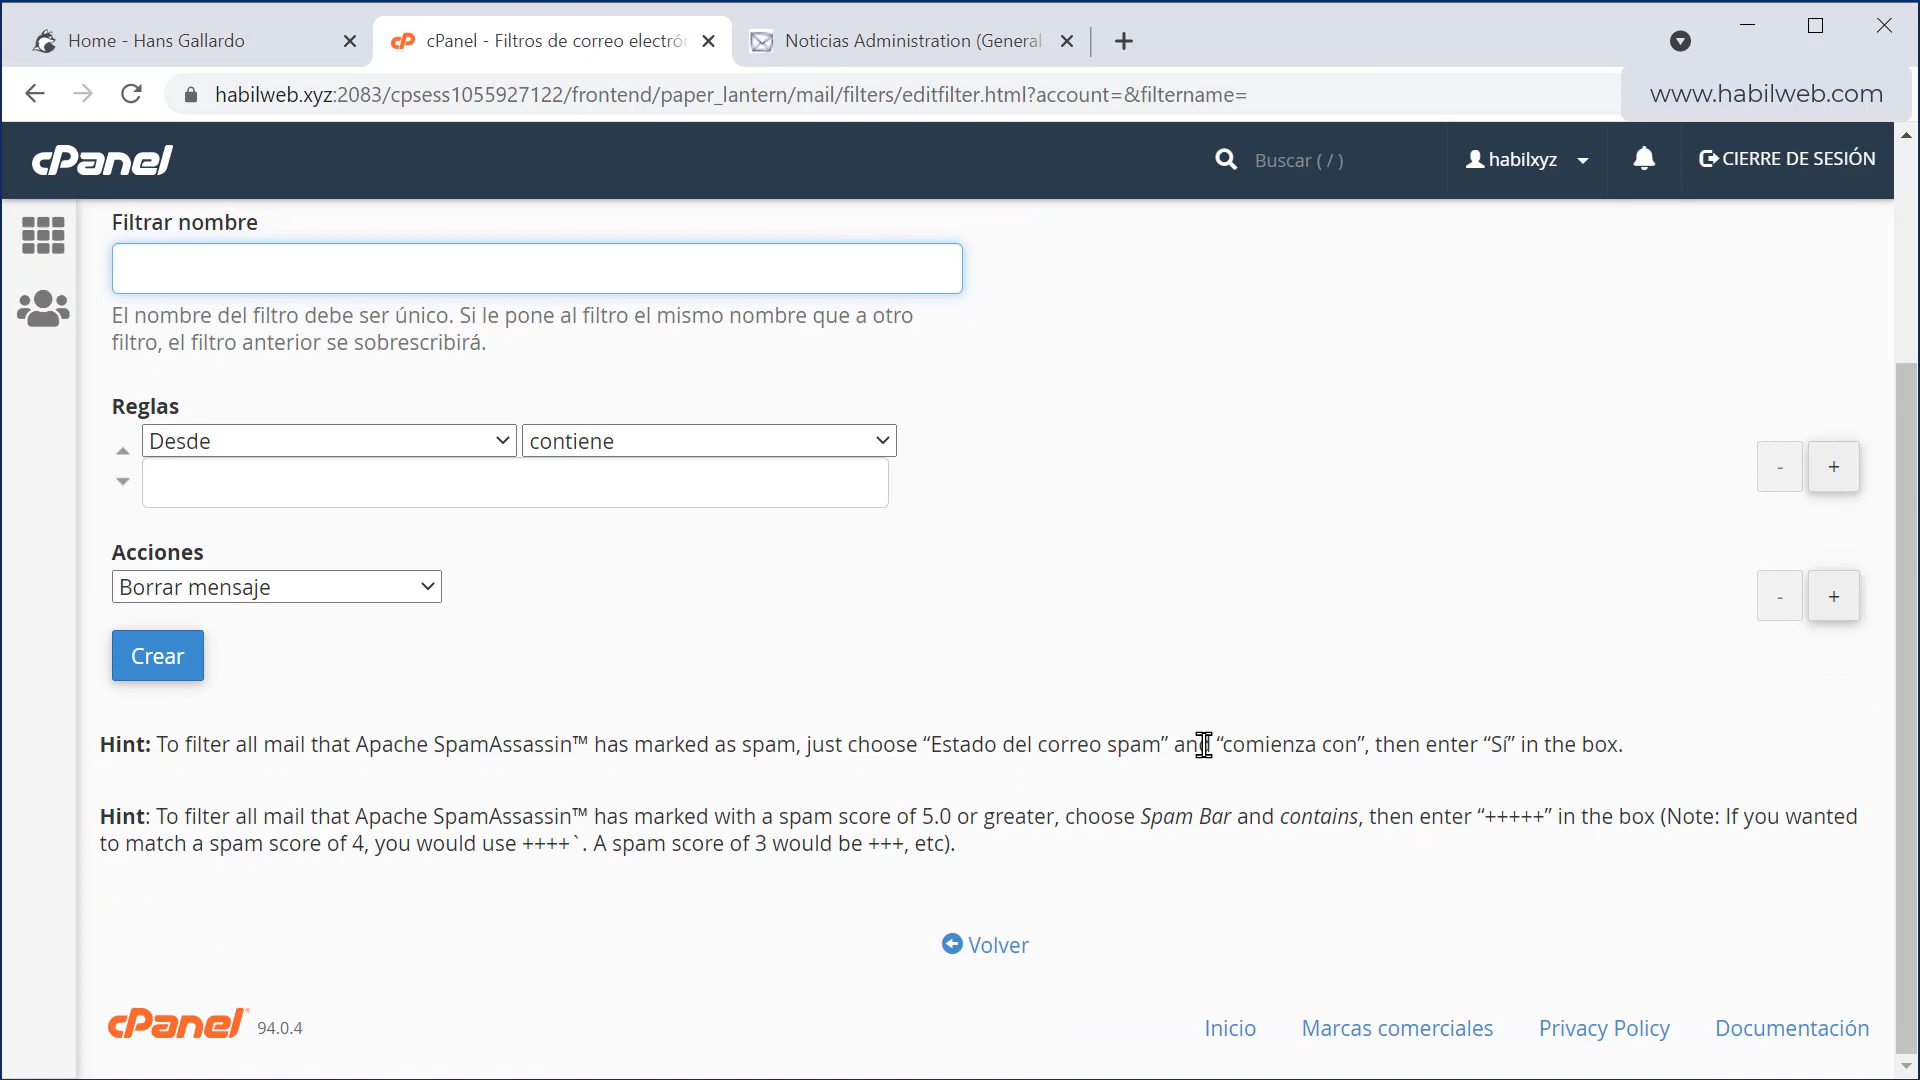 Home - Hans Gallardo
cPanel - Filtros de correo electró
Noticias Administration (General
habilweb.xyz:2083/cpsess1055927122/frontend/paper_lantern/mail/filters/editfilter.html?account=&filtername=
www.habilweb.com
cPanel
Buscar ( / )
habilxyz
CIERRE DE SESIÓN
Filtrar nombre
El nombre del filtro debe ser único. Si le pone al filtro el mismo nombre que a otro
filtro, el filtro anterior se sobrescribirá.
Reglas
Desde
contiene
-
+
Acciones
Borrar mensaje
-
+
Crear
Hint: To filter all mail that Apache SpamAssassin™ has marked as spam, just choose “Estado del correo spam” and “comienza con”, then enter “Sí” in the box.
Hint: To filter all mail that Apache SpamAssassin™ has marked with a spam score of 5.0 or greater, choose Spam Bar and contains, then enter “+++++” in the box (Note: If you wanted
to match a spam score of 4, you would use ++++`. A spam score of 3 would be +++, etc).
Volver
cPanel® 94.0.4
Inicio
Marcas comerciales
Privacy Policy
Documentación